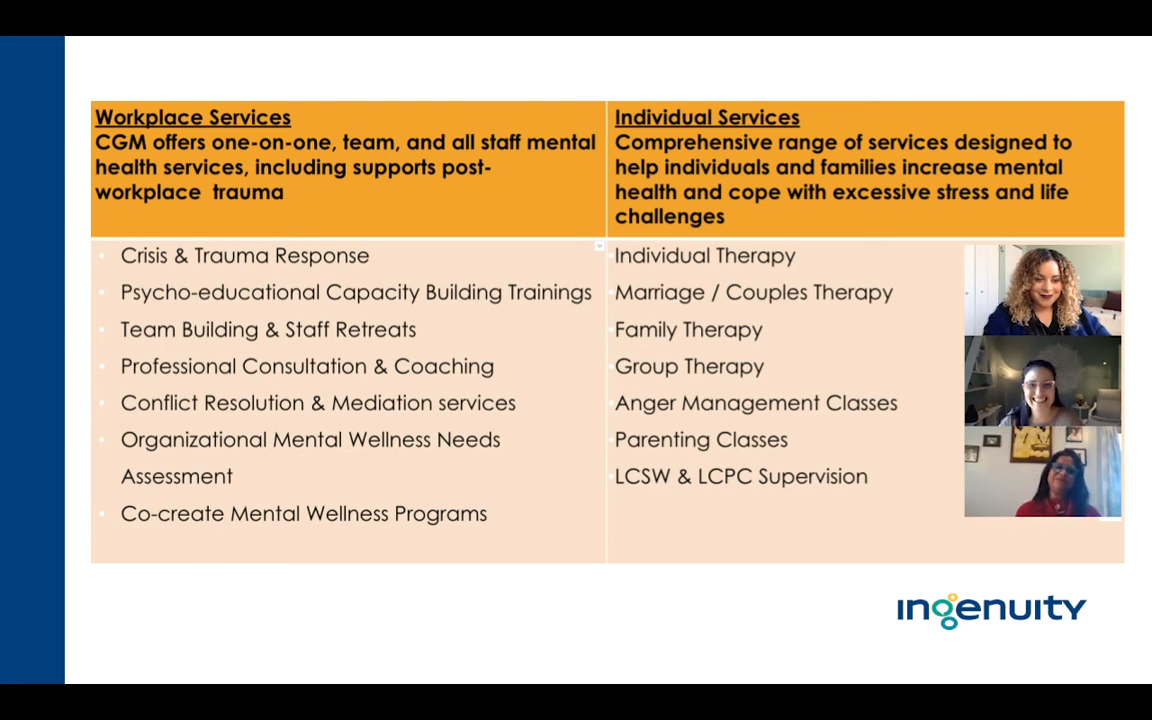 Workplace Services
CGM offers one-on-one, team, and all staff mental
health services, including supports post-
workplace trauma
Individual Services
Comprehensive range of services designed to
help individuals and families increase mental
health and cope with excessive stress and life
challenges
Crisis & Trauma Response
Psycho-educational Capacity Building Trainings
Team Building & Staff Retreats
Professional Consultation & Coaching
Conflict Resolution & Mediation services
Organizational Mental Wellness Needs
Assessment
Co-create Mental Wellness Programs
Individual Therapy
Marriage / Couples Therapy
Family Therapy
Group Therapy
Anger Management Classes
Parenting Classes
LCSW & LCPC Supervision
ingenuity